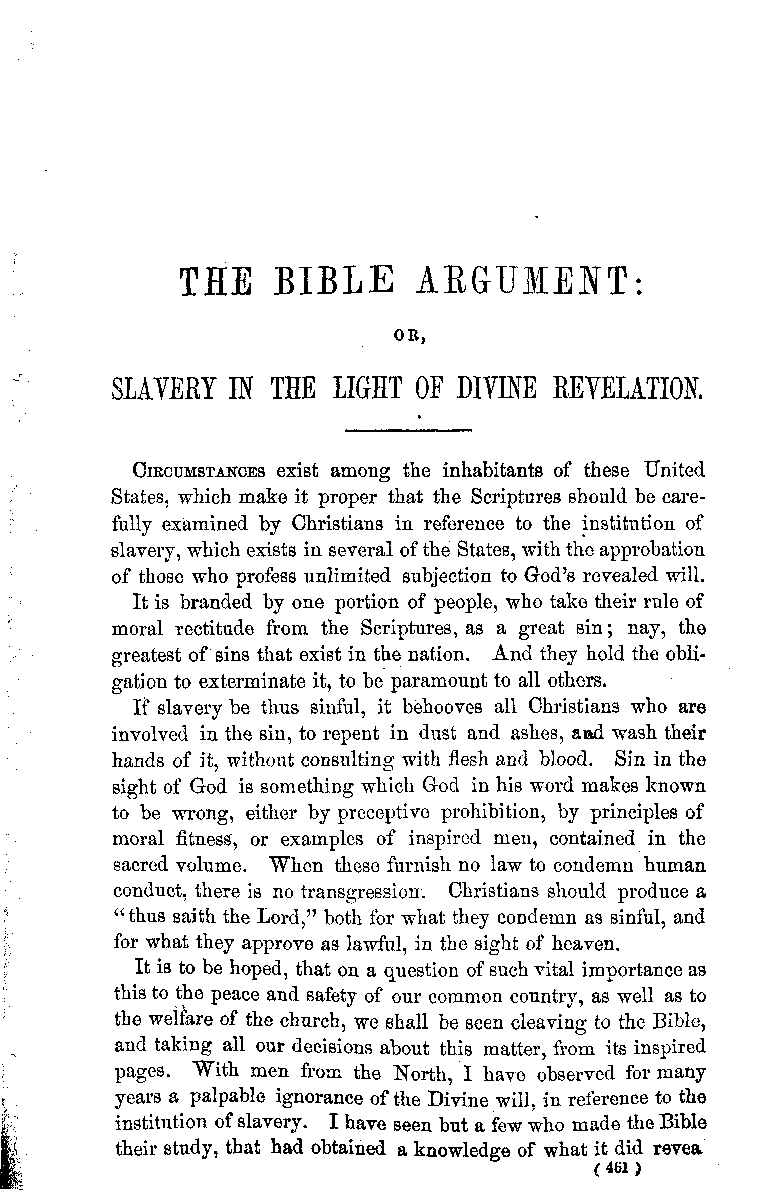 THE BIBLE ARGUMENT:
OR,
SLAVERY IN THE LIGHT OF DIVINE REVELATION.
CIRCUMSTANCES exist among the inhabitants of these United
States, which make it proper that the Scriptures should be care-
fully examined by Christians in reference to the institution of
slavery, which exists in several of the States, with the approbation
of those who profess unlimited subjection to God's revealed will.
It is branded by one portion of people, who take their rule of
moral rectitude from the Scriptures, as a great sin; nay, the
greatest of sins that exist in the nation. And they hold the obli-
gation to exterminate it, to be paramount to all others.
If slavery be thus sinful, it behooves all Christians who are
involved in the sin, to repent in dust and ashes, and wash their
hands of it, without consulting with flesh and blood. Sin in the
sight of God is something which God in his word makes known
to be wrong, either by preceptive prohibition, by principles of
moral fitness, or examples of inspired men, contained in the
sacred volume. When these furnish no law to condemn human
conduct, there is no transgression. Christians should produce a
"thus saith the Lord," both for what they condemn as sinful, and
for what they approve as lawful, in the sight of heaven.
It is to be hoped, that on a question of such vital importance as
this to the peace and safety of our common country, as well as to
the welfare of the church, we shall be seen cleaving to the Bible,
and taking all our decisions about this matter, from its inspired
pages. With men from the North, I have observed for many
years a palpable ignorance of the Divine will, in reference to the
institution of slavery. I have seen but a few who made the Bible
their study, that had obtained a knowledge of what it did revea
( 461 )